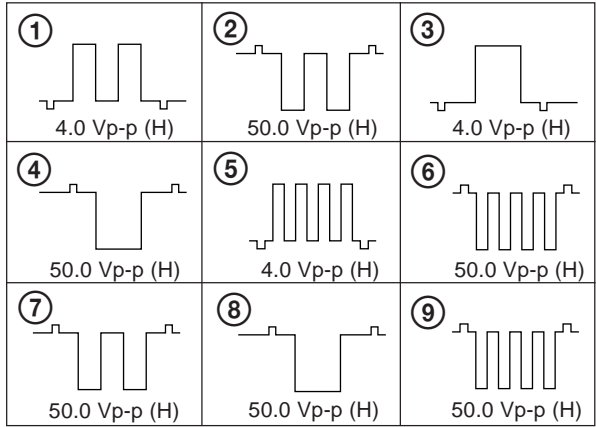 ① ② ③
4.0 Vp-p (H) 50.0 Vp-p (H) 4.0 Vp-p (H)
④ ⑤ ⑥
50.0 Vp-p (H) 4.0 Vp-p (H) 50.0 Vp-p (H)
⑦ ⑧ ⑨
50.0 Vp-p (H) 50.0 Vp-p (H) 50.0 Vp-p (H)